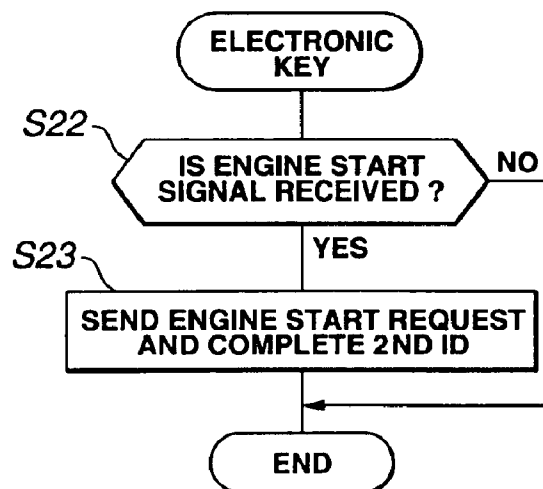 ELECTRONIC
KEY
S22
IS ENGINE START
SIGNAL RECEIVED ?
NO
YES
S23
SEND ENGINE START REQUEST
AND COMPLETE 2ND ID
END